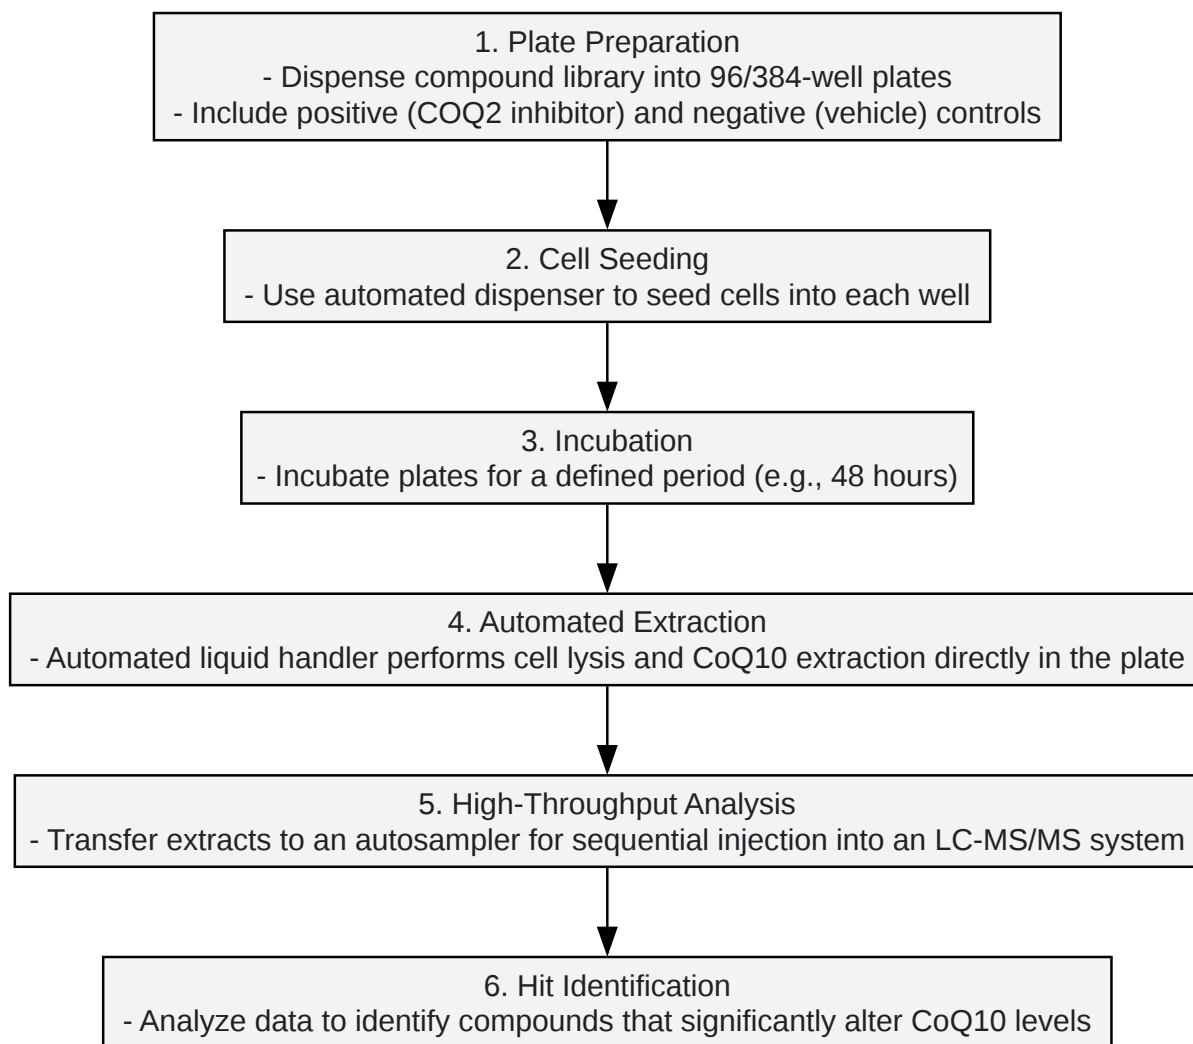 1. Plate Preparation
- Dispense compound library into 96/384-well plates
- Include positive (COQ2 inhibitor) and negative (vehicle) controls
2. Cell Seeding
- Use automated dispenser to seed cells into each well
3. Incubation
- Incubate plates for a defined period (e.g., 48 hours)
4. Automated Extraction
- Automated liquid handler performs cell lysis and CoQ10 extraction directly in the plate
5. High-Throughput Analysis
- Transfer extracts to an autosampler for sequential injection into an LC-MS/MS system
6. Hit Identification
- Analyze data to identify compounds that significantly alter CoQ10 levels